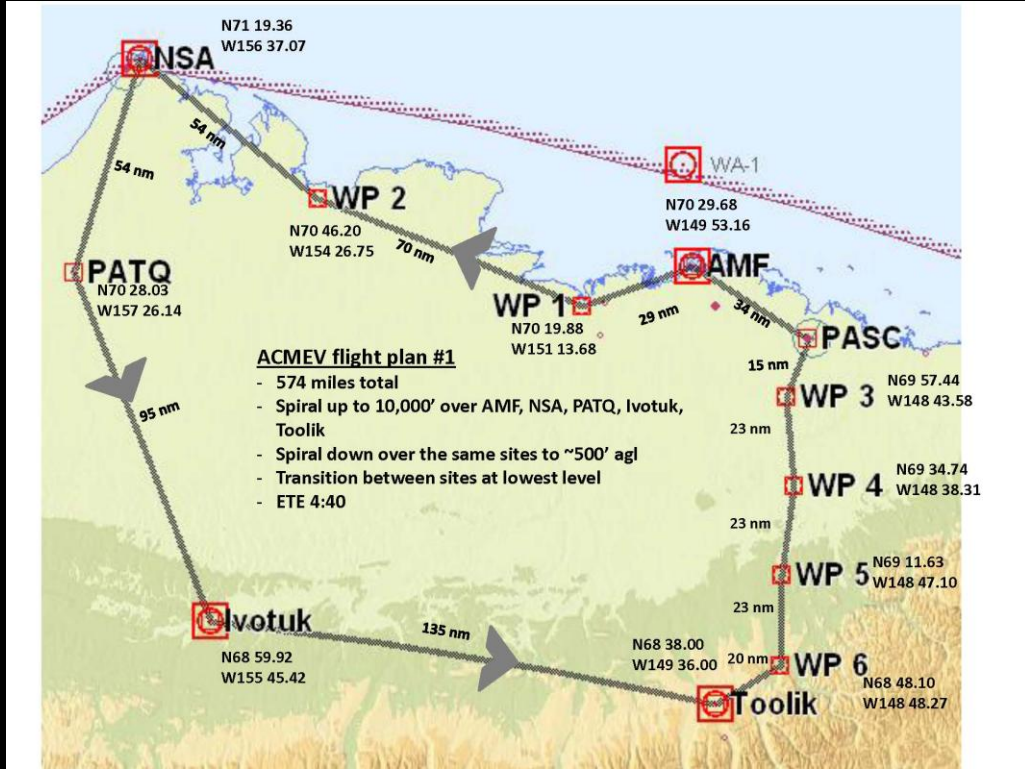 N71 19.36
W156 37.07
NSA
54 nm
54 nm
WA-1
WP 2
N70 29.68
W149 53.16
N70 46.20
W154 26.75
70 nm
AMF
PATQ
N70 28.03
W157 26.14
WP 1
29 nm
34 nm
N70 19.88
W151 13.68
PASC
15 nm
ACMEV flight plan #1
- 574 miles total
- Spiral up to 10,000’ over AMF, NSA, PATQ, Ivotuk,
Toolik
- Spiral down over the same sites to ~500’ agl
- Transition between sites at lowest level
- ETE 4:40
N69 57.44
W148 43.58
WP 3
95 nm
23 nm
N69 34.74
W148 38.31
WP 4
23 nm
N69 11.63
W148 47.10
WP 5
23 nm
Ivotuk
135 nm
N68 59.92
W155 45.42
N68 38.00
W149 36.00
20 nm
WP 6
N68 48.10
W148 48.27
Toolik